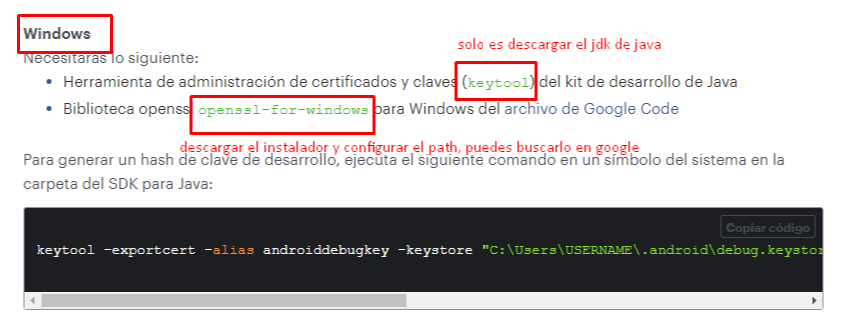 Windows
solo es descargar el jdk de java
Necesitarás lo siguiente:
Herramienta de administración de certificados y claves (keytool) del kit de desarrollo de Java
Biblioteca openss openssl-for-windows para Windows del archivo de Google Code
descargar el instalador y configurar el path, puedes buscarlo en google
Para generar un hash de clave de desarrollo, ejecuta el siguiente comando en un símbolo del sistema en la
carpeta del SDK para Java:
Copiar código
keytool -exportcert -alias androiddebugkey -keystore "C:\Users\USERNAME\.android\debug.keystor